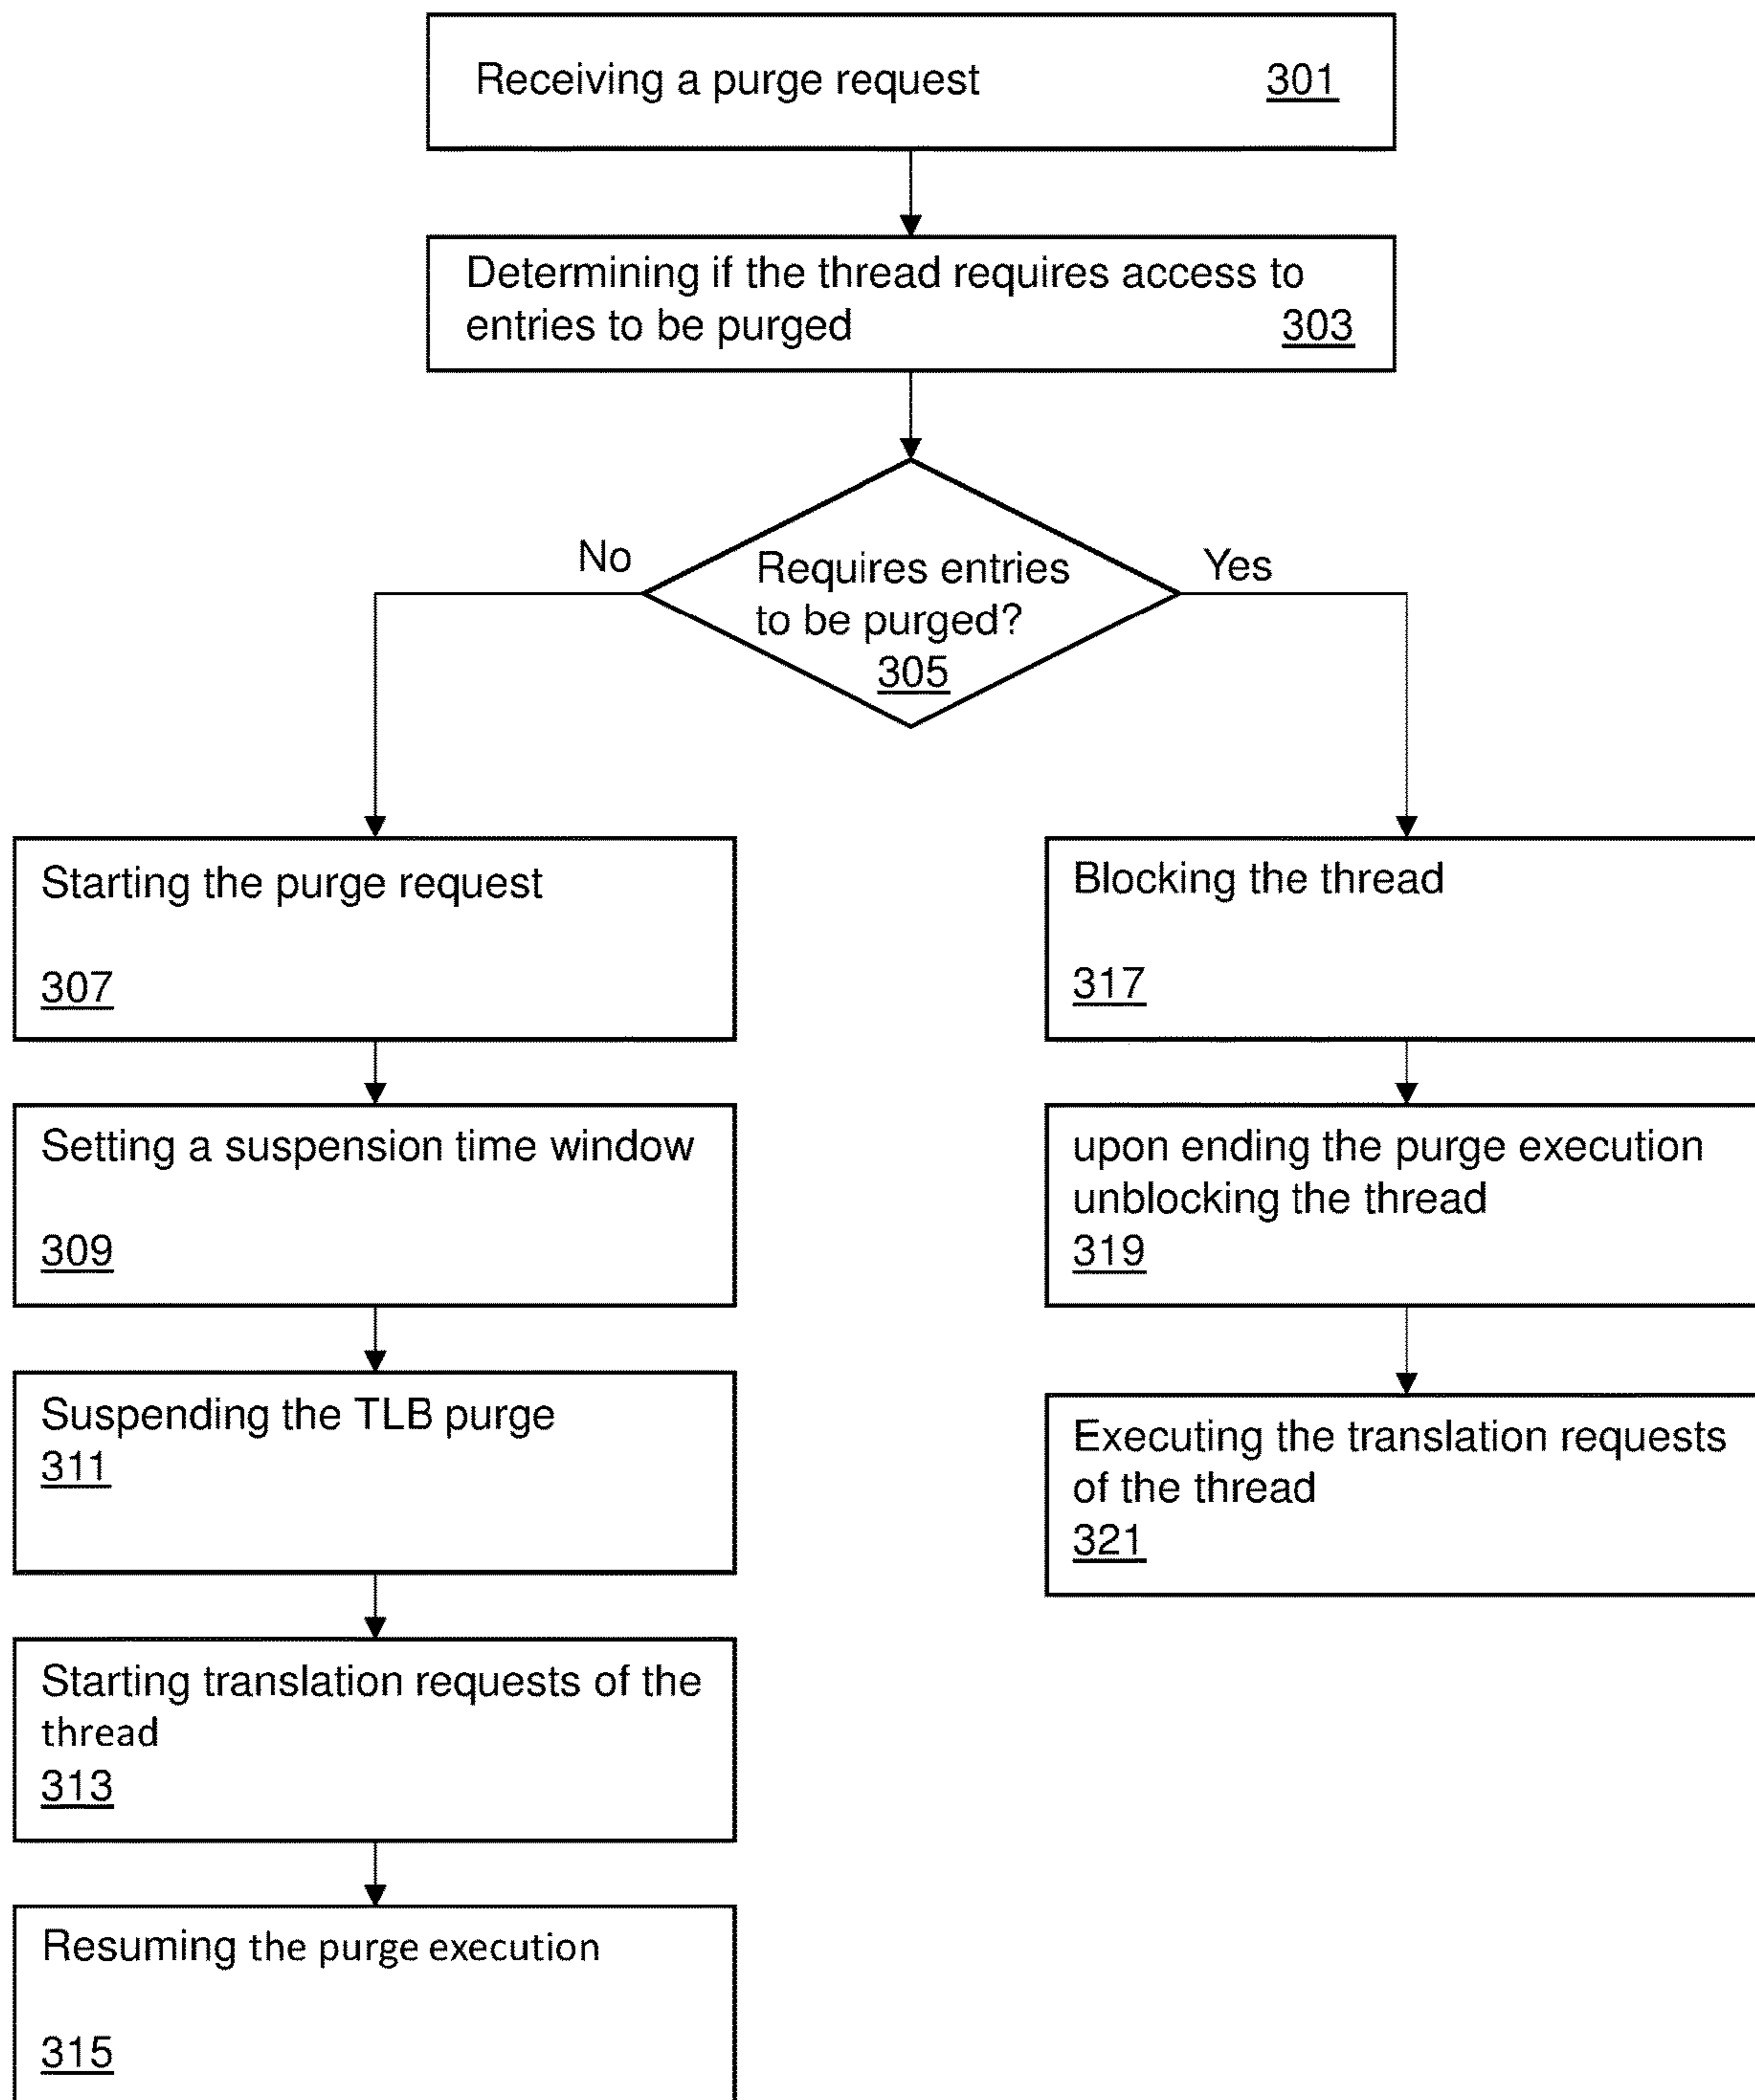 Receiving a purge request 301
Determining if the thread requires access to
entries to be purged 303
No
Requires entries
to be purged?
305
Yes
Starting the purge request
307
Setting a suspension time window
309
Suspending the TLB purge
311
Starting translation requests of the
thread
313
Resuming the purge execution
315
Blocking the thread
317
upon ending the purge execution
unblocking the thread
319
Executing the translation requests
of the thread
321